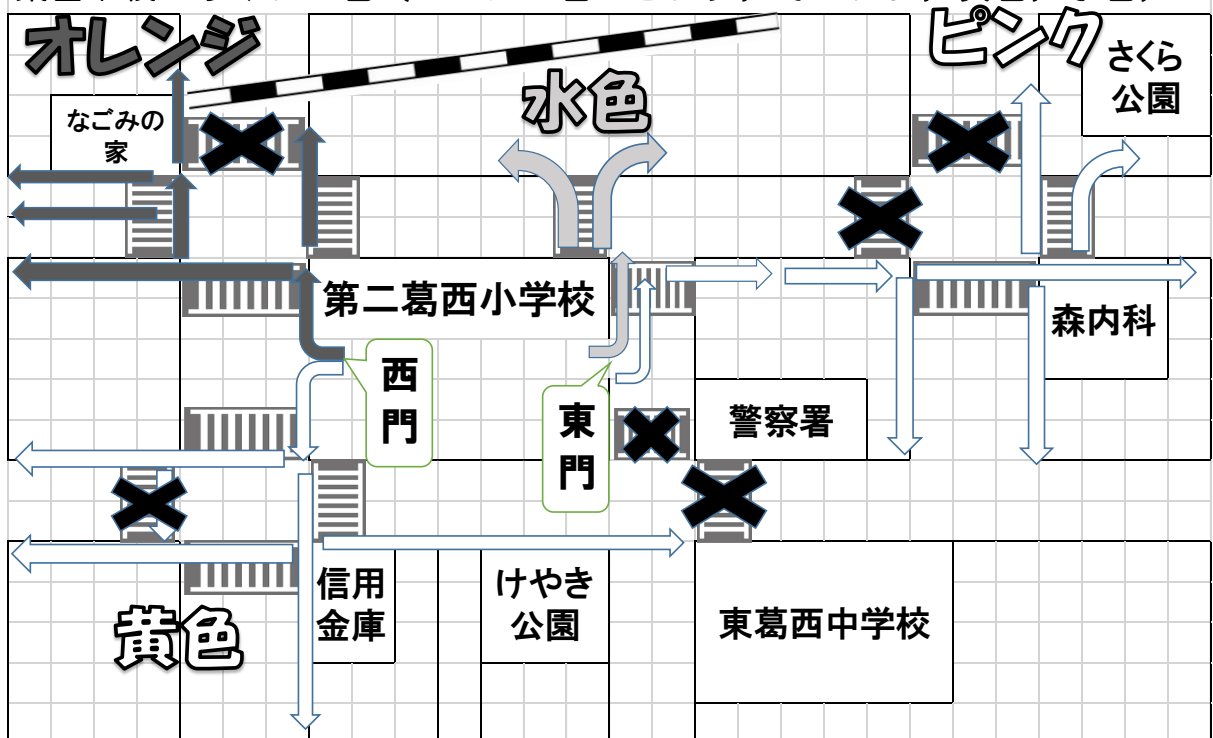 オレンジ
ピンク
さくら
公園
水色
なごみの
家
第二葛西小学校
森内科
西
門
東
門
警察署
信用
金庫
けやき
公園
東葛西中学校
黄色